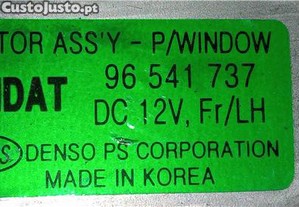 CustoJusto.pt
TOR ASS'Y - P/WINDOW
96 541 737
DAT
DC 12V, Fr/LH
S DENSO PS CORPORATION
MADE IN KOREA